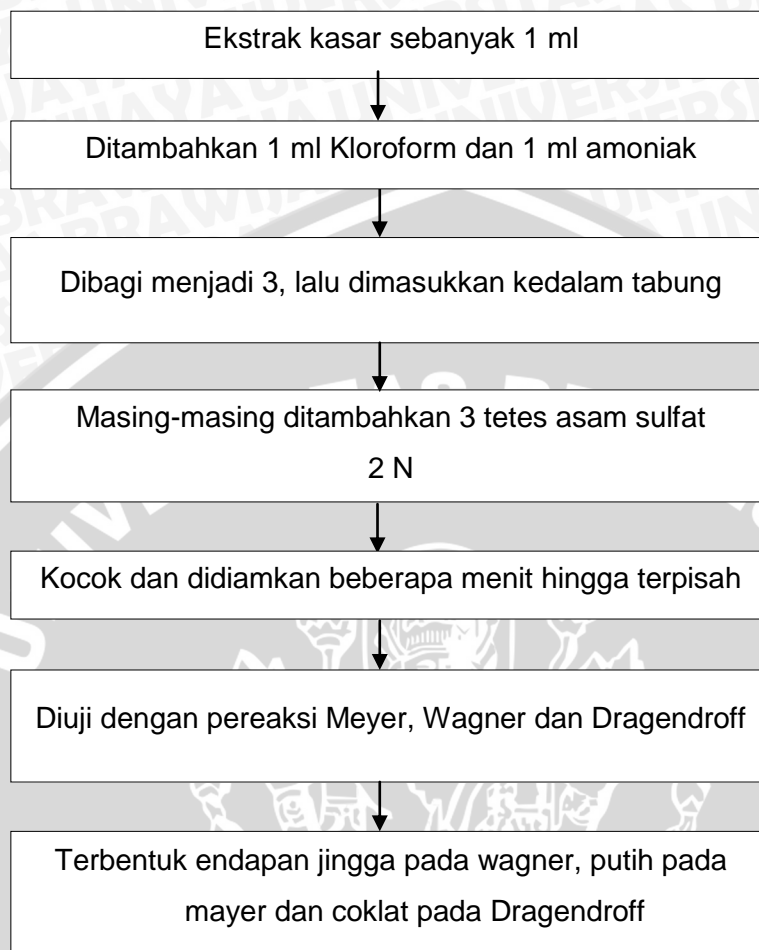 Ekstrak kasar sebanyak 1 ml
Ditambahkan 1 ml Kloroform dan 1 ml amoniak
Dibagi menjadi 3, lalu dimasukkan kedalam tabung
Masing-masing ditambahkan 3 tetes asam sulfat
2 N
Kocok dan didiamkan beberapa menit hingga terpisah
Diuji dengan pereaksi Meyer, Wagner dan Dragendroff
Terbentuk endapan jingga pada wagner, putih pada
mayer dan coklat pada Dragendroff